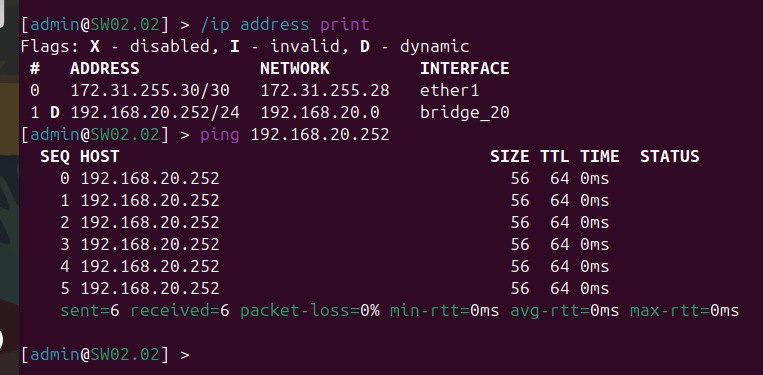 [admin@SW02.02] > /ip address print
Flags: X - disabled, I - invalid, D - dynamic
# ADDRESS NETWORK INTERFACE
0 172.31.255.30/30 172.31.255.28 ether1
1 D 192.168.20.252/24 192.168.20.0 bridge_20
[admin@SW02.02] > ping 192.168.20.252
SEQ HOST SIZE TTL TIME STATUS
0 192.168.20.252 56 64 0ms
1 192.168.20.252 56 64 0ms
2 192.168.20.252 56 64 0ms
3 192.168.20.252 56 64 0ms
4 192.168.20.252 56 64 0ms
5 192.168.20.252 56 64 0ms
sent=6 received=6 packet-loss=0% min-rtt=0ms avg-rtt=0ms max-rtt=0ms
[admin@SW02.02] >